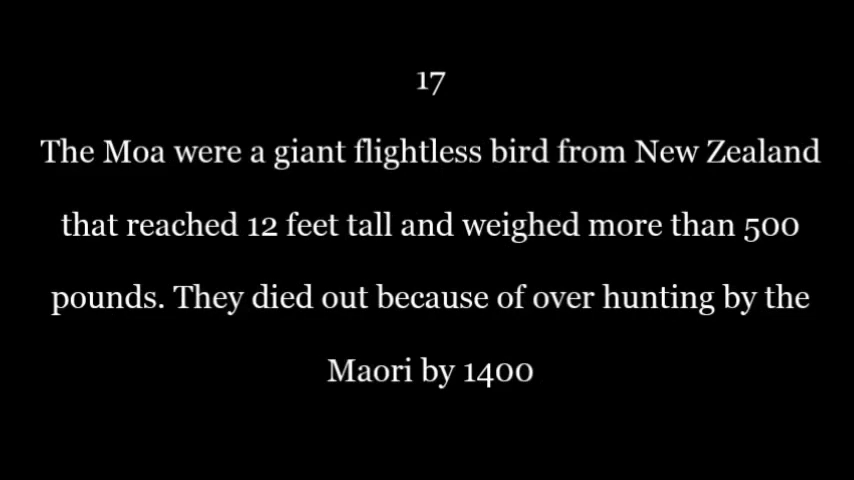 17
The Moa were a giant flightless bird from New Zealand
that reached 12 feet tall and weighed more than 500
pounds. They died out because of over hunting by the
Maori by 1400